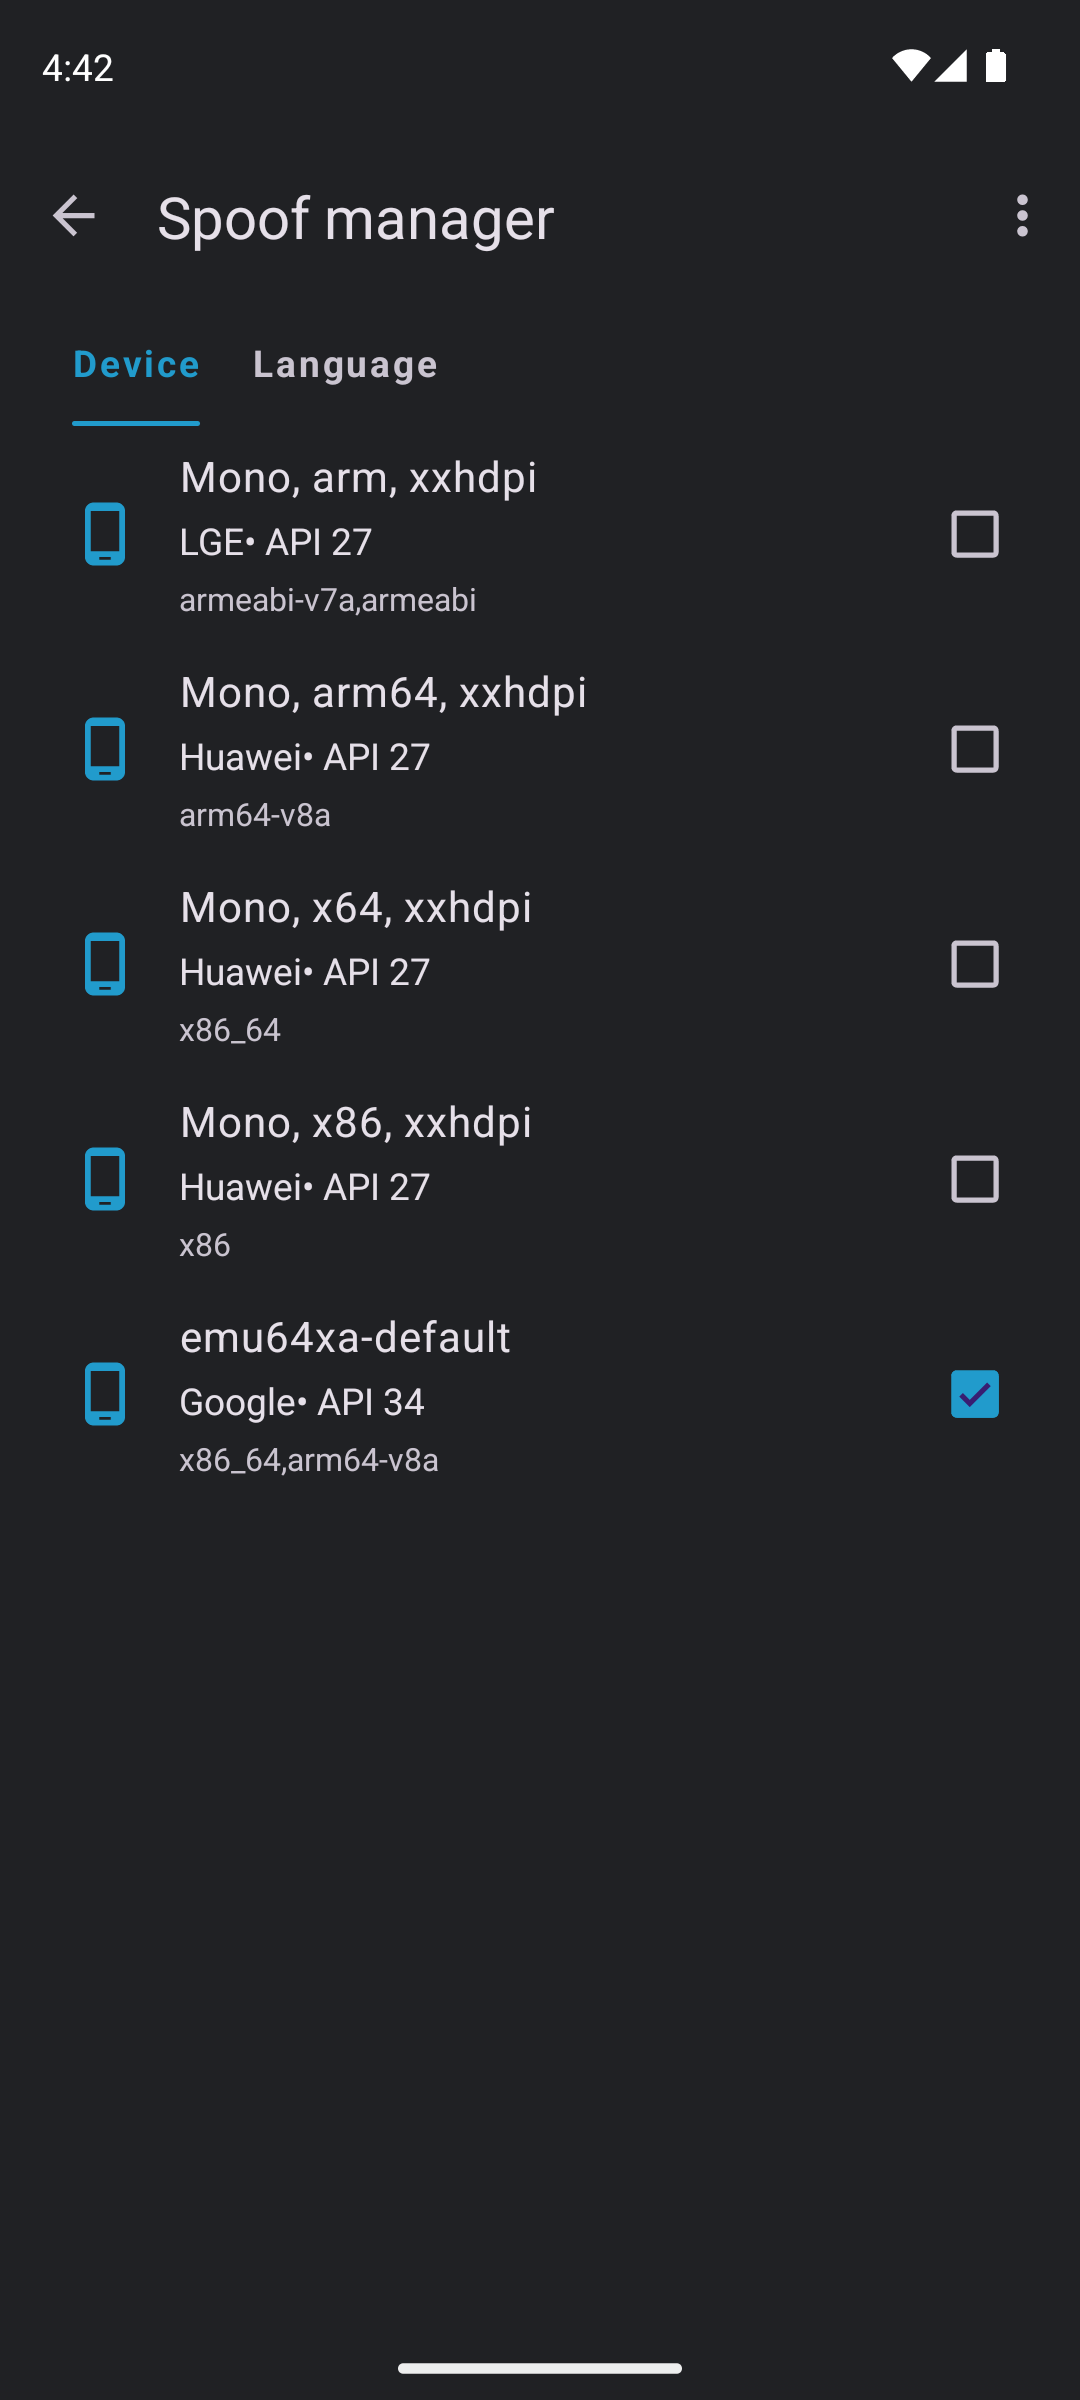 4:42
Spoof manager
Device
Language
Mono, arm, xxhdpi
LGE• API 27
armeabi-v7a,armeabi
Mono, arm64, xxhdpi
Huawei• API 27
arm64-v8a
Mono, x64, xxhdpi
Huawei• API 27
x86_64
Mono, x86, xxhdpi
Huawei• API 27
x86
emu64xa-default
Google• API 34
x86_64,arm64-v8a